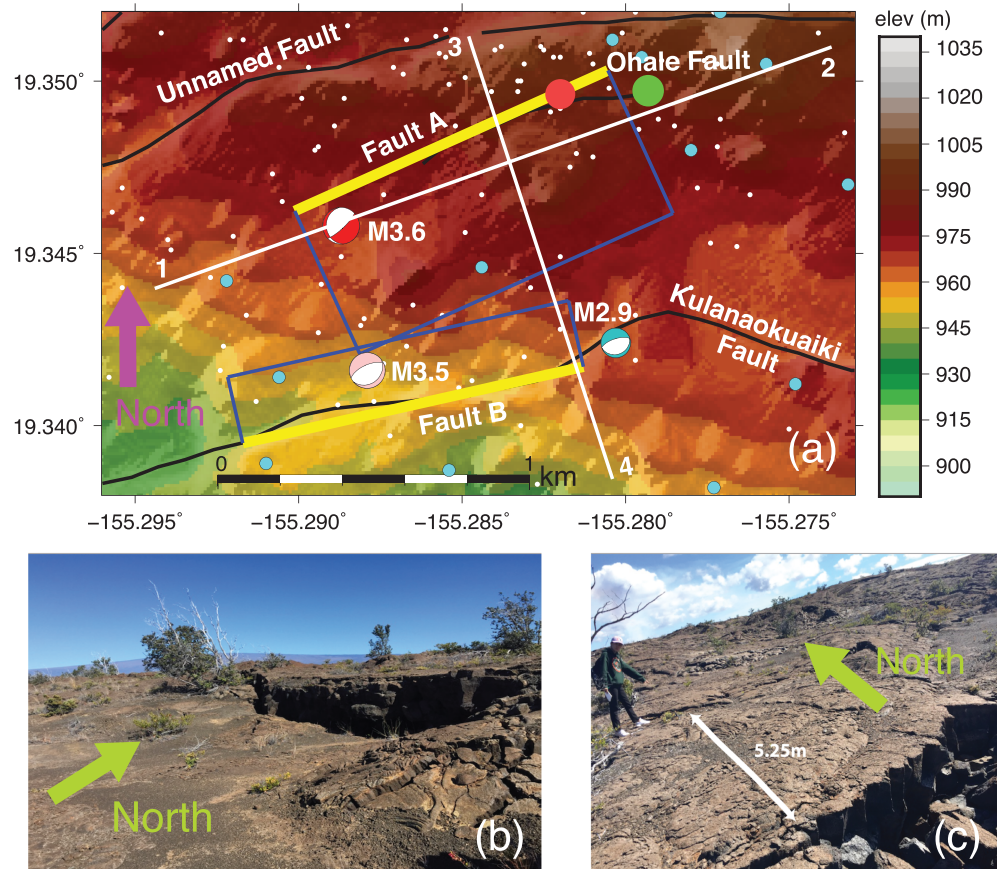 elev (m)
1035
1020
1005
990
975
960
945
930
915
900
19.350°
19.345°
19.340°
Unnamed Fault
3
Ohale Fault
2
Fault A
M3.6
1
M2.9
Kulanaokuaiki
Fault
M3.5
North
Fault B
(a)
0
1
km
4
−155.295°
−155.290°
−155.285°
−155.280°
−155.275°
North
(b)
North
5.25m
(c)